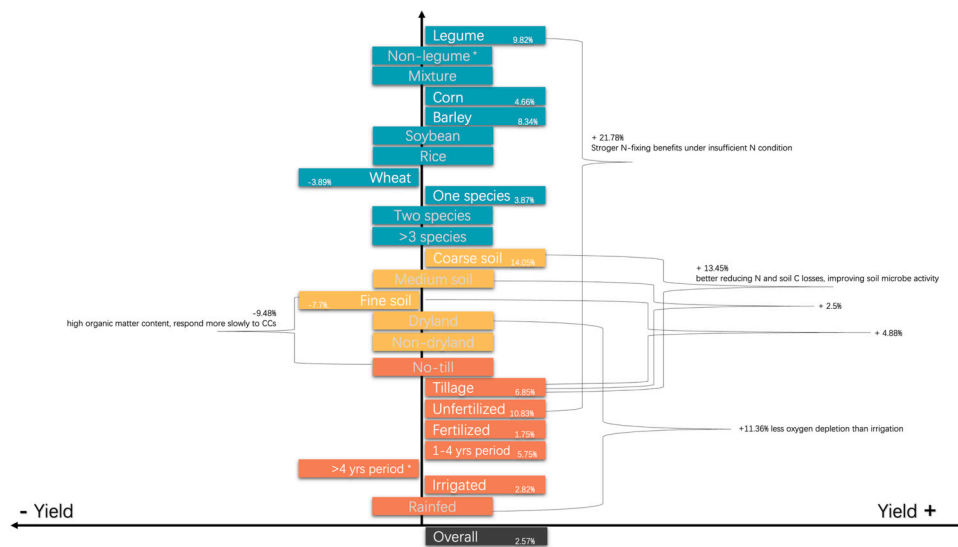 Legume 9.82%
Non-legume *
Mixture
Corn 4.66%
Barley 8.34%
Soybean
Rice
-3.89% Wheat
One species 3.87%
Two species
>3 species
Coarse soil 14.05%
Medium soil
-7.7% Fine soil
Dryland
Non-dryland
No-till
Tillage 6.85%
Unfertilized 10.83%
Fertilized 1.75%
1-4 yrs period 5.75%
>4 yrs period *
Irrigated 2.82%
Rainfed
+ 21.78%
Stroger N-fixing benefits under insufficient N condition
+ 13.45%
better reducing N and soil C losses, improving soil microbe activity
+ 2.5%
+ 4.88%
-9.48%
high organic matter content, respond more slowly to CCs
+11.36% less oxygen depletion than irrigation
- Yield
Yield +
Overall 2.57%